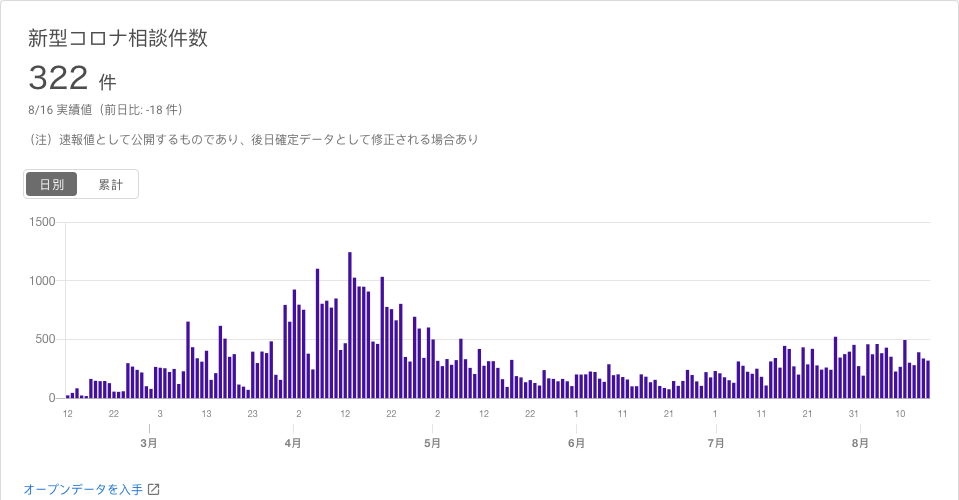 新型コロナ相談件数
322 件
8/16 実績値（前日比: -18 件）
（注）速報値として公開するものであり、後日確定データとして修正される場合あり
日別 累計
1500
1000
500
0
12 22 3 13 23 2 12 22 2 12 22 1 11 21 1 11 21 31 10
3月 4月 5月 6月 7月 8月
オープンデータを入手